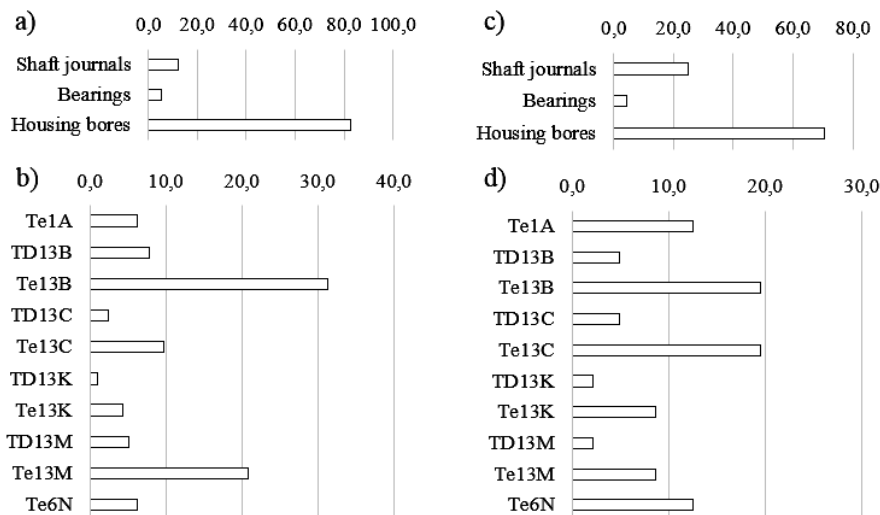 a)
0,0 20,0 40,0 60,0 80,0 100,0
Shaft journals
Bearings
Housing bores
b)
0,0 10,0 20,0 30,0 40,0
Te1A
TD13B
Te13B
TD13C
Te13C
TD13K
Te13K
TD13M
Te13M
Te6N
c)
0,0 20,0 40,0 60,0 80,0
Shaft journals
Bearings
Housing bores
d)
0,0 10,0 20,0 30,0
Te1A
TD13B
Te13B
TD13C
Te13C
TD13K
Te13K
TD13M
Te13M
Te6N